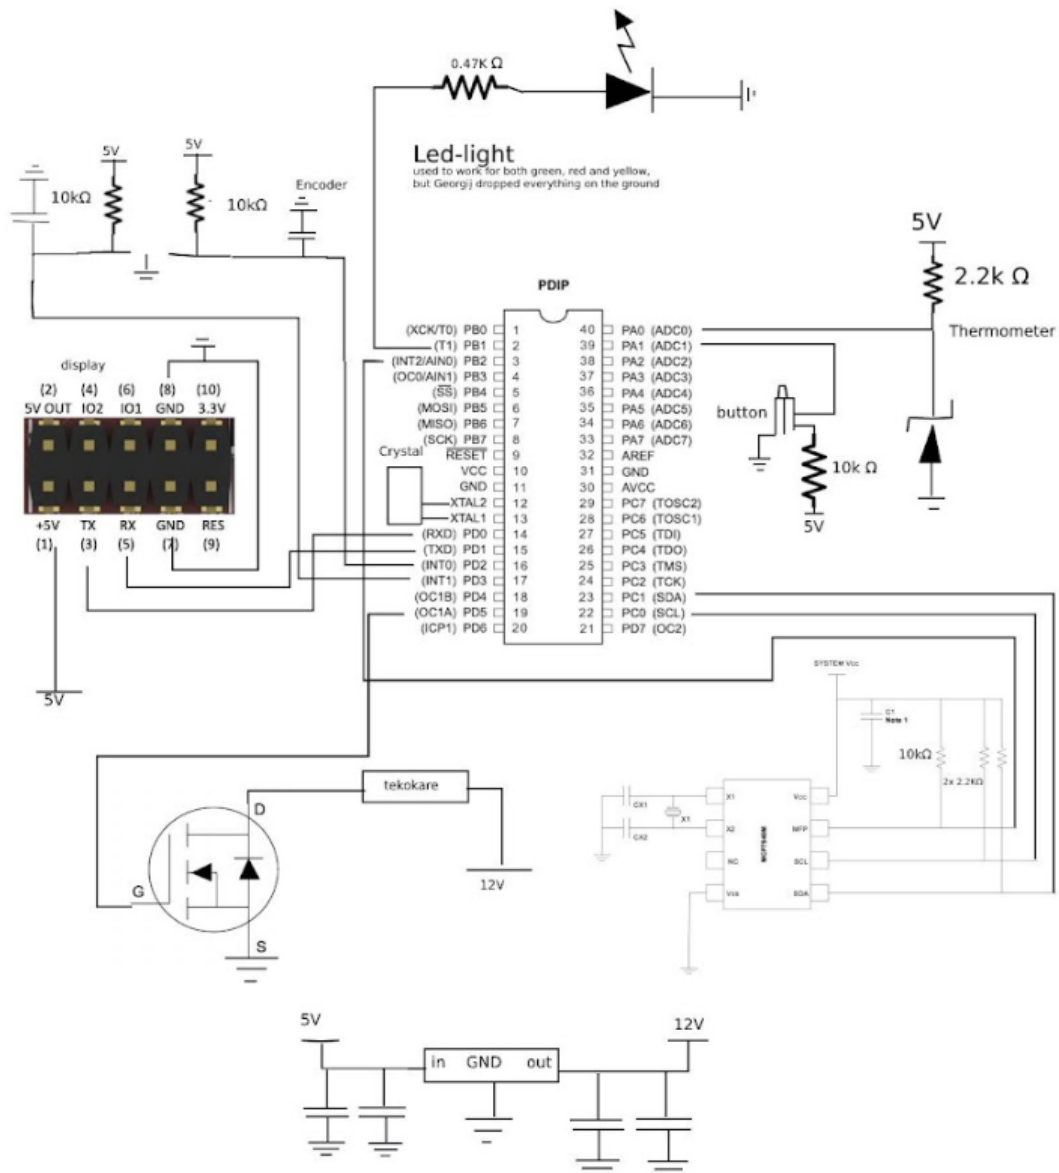 0.47K Ω
Led-light
used to work for both green, red and yellow,
but Georgij dropped everything on the ground
5V
5V
10kΩ
10kΩ
Encoder
5V
2.2k Ω
Thermometer
PDIP
(XCK/T0) PB0 1 40 PA0 (ADC0)
(T1) PB1 2 39 PA1 (ADC1)
(INT2/AIN0) PB2 3 38 PA2 (ADC2)
(OC0/AIN1) PB3 4 37 PA3 (ADC3)
(SS) PB4 5 36 PA4 (ADC4)
(MOSI) PB5 6 35 PA5 (ADC5)
(MISO) PB6 7 34 PA6 (ADC6)
(SCK) PB7 8 33 PA7 (ADC7)
RESET 9 32 AREF
VCC 10 31 GND
GND 11 30 AVCC
XTAL2 12 29 PC7 (TOSC2)
XTAL1 13 28 PC6 (TOSC1)
(RXD) PD0 14 27 PC5 (TDI)
(TXD) PD1 15 26 PC4 (TDO)
(INT0) PD2 16 25 PC3 (TMS)
(INT1) PD3 17 24 PC2 (TCK)
(OC1B) PD4 18 23 PC1 (SDA)
(OC1A) PD5 19 22 PC0 (SCL)
(ICP1) PD6 20 21 PD7 (OC2)
display
(2) (4) (6) (8) (10)
5V OUT IO2 IO1 GND 3.3V
+5V TX RX GND RES
(1) (3) (5) (7) (9)
5V
Crystal
button
10k Ω
5V
SYSTEM Vcc
C1
Note 1
10kΩ
2x 2.2KΩ
CX1
X1
CX2
X1 Vcc
X2 MFP
NC SCL
Vss SDA
tekokare
12V
D
G
S
5V
12V
in GND out